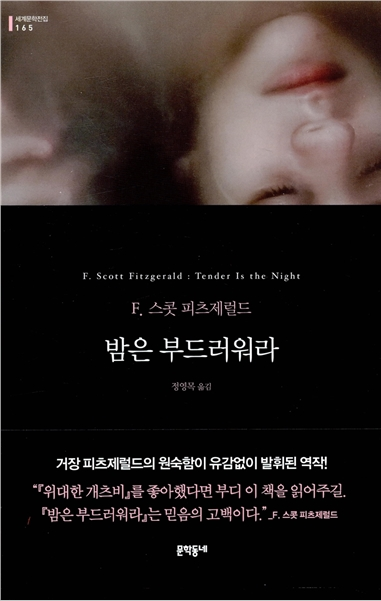 세계문학전집
165
F. Scott Fitzgerald : Tender Is the Night
F. 스콧 피츠제럴드
밤은 부드러워라
정영목 옮김
거장 피츠제럴드의 원숙함이 유감없이 발휘된 역작!
“『위대한 개츠비』를 좋아했다면 부디 이 책을 읽어주길.
『밤은 부드러워라』는 믿음의 고백이다.” _F. 스콧 피츠제럴드
문학동네